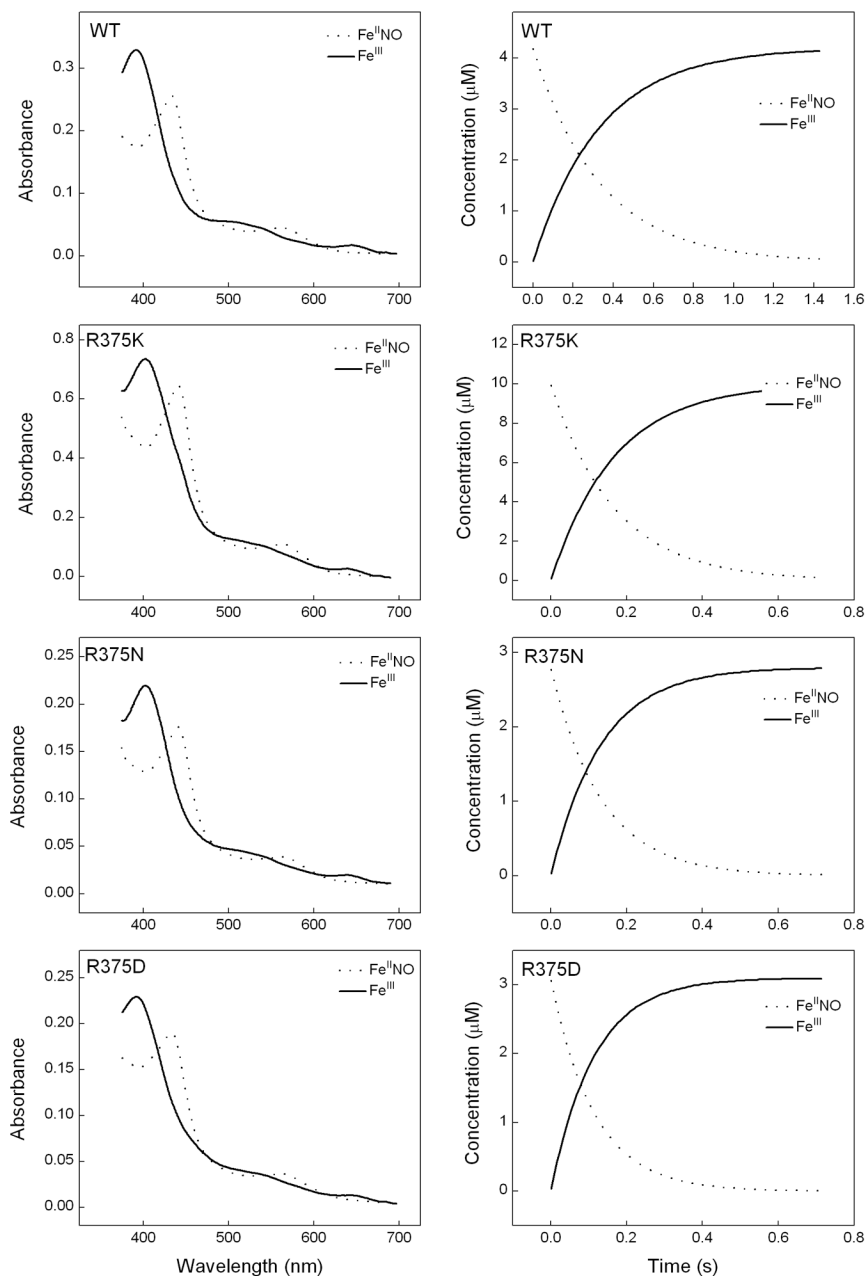 WT
Fe^II NO
Fe^III
Absorbance
0.3
0.2
0.1
0.0
400 500 600 700
WT
Fe^II NO
Fe^III
Concentration (μM)
4
2
0
0.0 0.2 0.4 0.6 0.8 1.0 1.2 1.4 1.6
R375K
Fe^II NO
Fe^III
Absorbance
0.8
0.6
0.4
0.2
0.0
400 500 600 700
R375K
Fe^II NO
Fe^III
Concentration (μM)
12
10
8
6
4
2
0
0.0 0.2 0.4 0.6 0.8
R375N
Fe^II NO
Fe^III
Absorbance
0.25
0.20
0.15
0.10
0.05
0.00
400 500 600 700
R375N
Fe^II NO
Fe^III
Concentration (μM)
3
2
1
0
0.0 0.2 0.4 0.6 0.8
R375D
Fe^II NO
Fe^III
Absorbance
0.25
0.20
0.15
0.10
0.05
0.00
400 500 600 700
Wavelength (nm)
R375D
Fe^II NO
Fe^III
Concentration (μM)
3
2
1
0
0.0 0.2 0.4 0.6 0.8
Time (s)